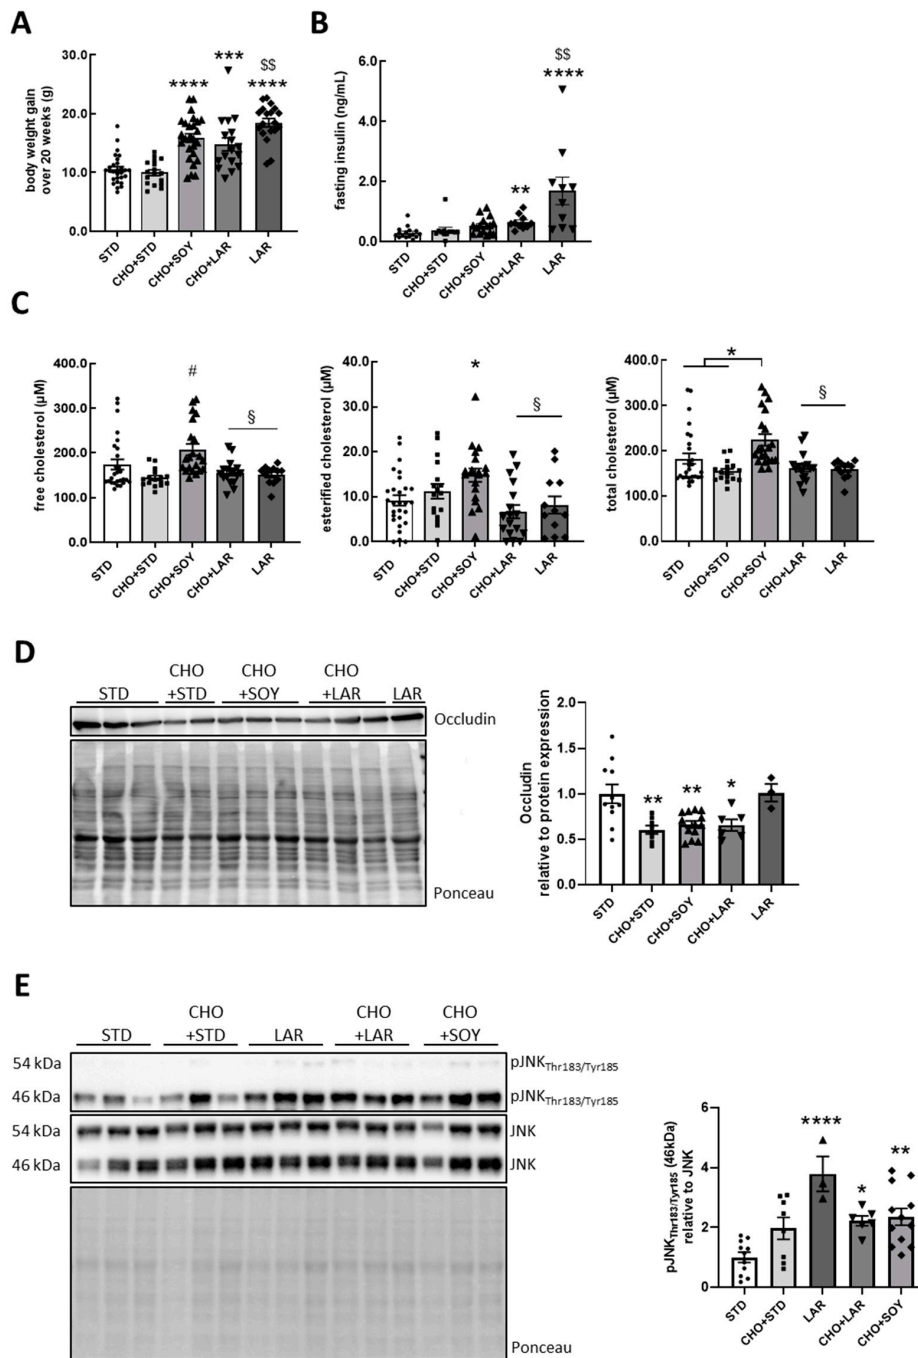 A
body weight gain
over 20 weeks (g)
30.0
20.0
10.0
0.0
****
***
$$
****
STD
CHO+STD
CHO+SOY
CHO+LAR
LAR
B
fasting insulin (ng/mL)
6.0
4.0
2.0
0.0
**
$$
****
STD
CHO+STD
CHO+SOY
CHO+LAR
LAR
C
free cholesterol (µM)
400.0
300.0
200.0
100.0
0.0
#
§
STD
CHO+STD
CHO+SOY
CHO+LAR
LAR
esterified cholesterol (µM)
40.0
30.0
20.0
10.0
0.0
*
§
STD
CHO+STD
CHO+SOY
CHO+LAR
LAR
total cholesterol (µM)
400.0
300.0
200.0
100.0
0.0
*
§
STD
CHO+STD
CHO+SOY
CHO+LAR
LAR
D
STD
CHO
+STD
CHO
+SOY
CHO
+LAR
LAR
Occludin
Ponceau
Occludin
relative to protein expression
2.0
1.5
1.0
0.5
0.0
**
**
*
STD
CHO+STD
CHO+SOY
CHO+LAR
LAR
E
STD
CHO
+STD
LAR
CHO
+LAR
CHO
+SOY
54 kDa
pJNKThr183/Tyr185
46 kDa
pJNKThr183/Tyr185
54 kDa
JNK
46 kDa
JNK
Ponceau
pJNKThr183/Tyr185 (46kDa)
relative to JNK
6
4
2
0
****
*
**
STD
CHO+STD
LAR
CHO+LAR
CHO+SOY